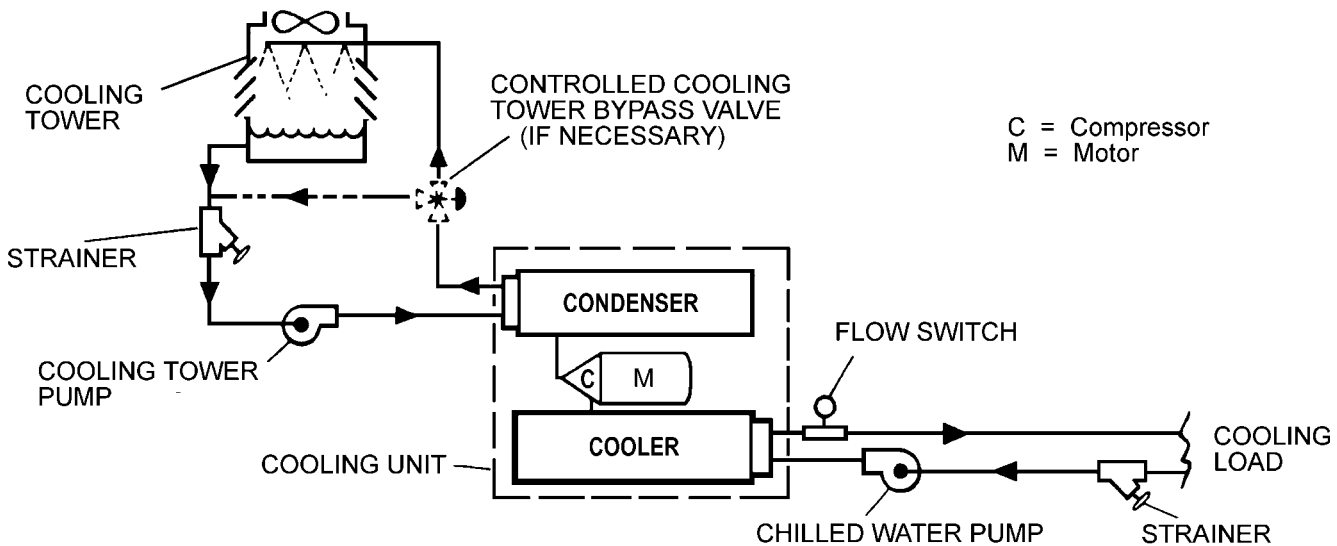 COOLING
TOWER
CONTROLLED COOLING
TOWER BYPASS VALVE
(IF NECESSARY)
C = Compressor
M = Motor
STRAINER
CONDENSER
COOLING TOWER
PUMP
C
M
FLOW SWITCH
COOLER
COOLING UNIT
COOLING
LOAD
CHILLED WATER PUMP
STRAINER